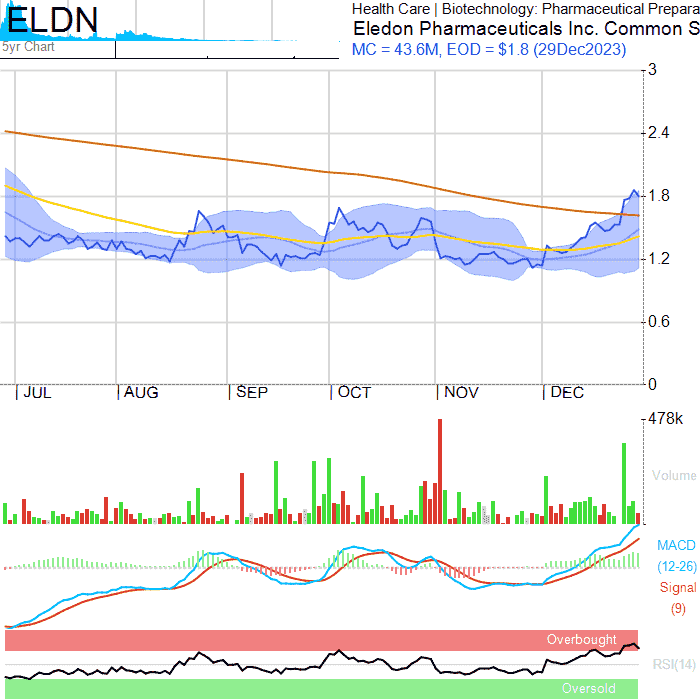 ELDN
5yr Chart
Health Care | Biotechnology: Pharmaceutical Prepara
Eledon Pharmaceuticals Inc. Common S
MC = 43.6M, EOD = $1.8 (29Dec2023)
3
2.4
1.8
1.2
0.6
0
| JUL | AUG | SEP | OCT | NOV | DEC
478k
Volume
MACD
(12-26)
Signal
(9)
Overbought
RSI(14)
Oversold